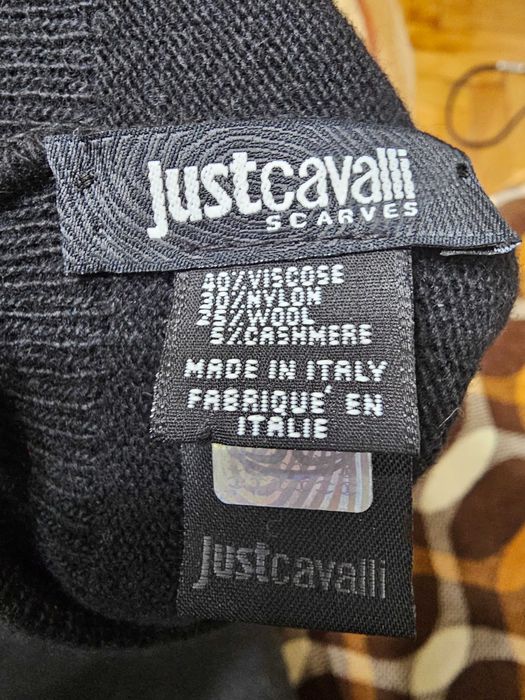 justcavalli
SCARVES
40%VISCOSE
30%NYLON
25%WOOL
5%CASHMERE
MADE IN ITALY
FABRIQUE' EN
ITALIE
justcavalli